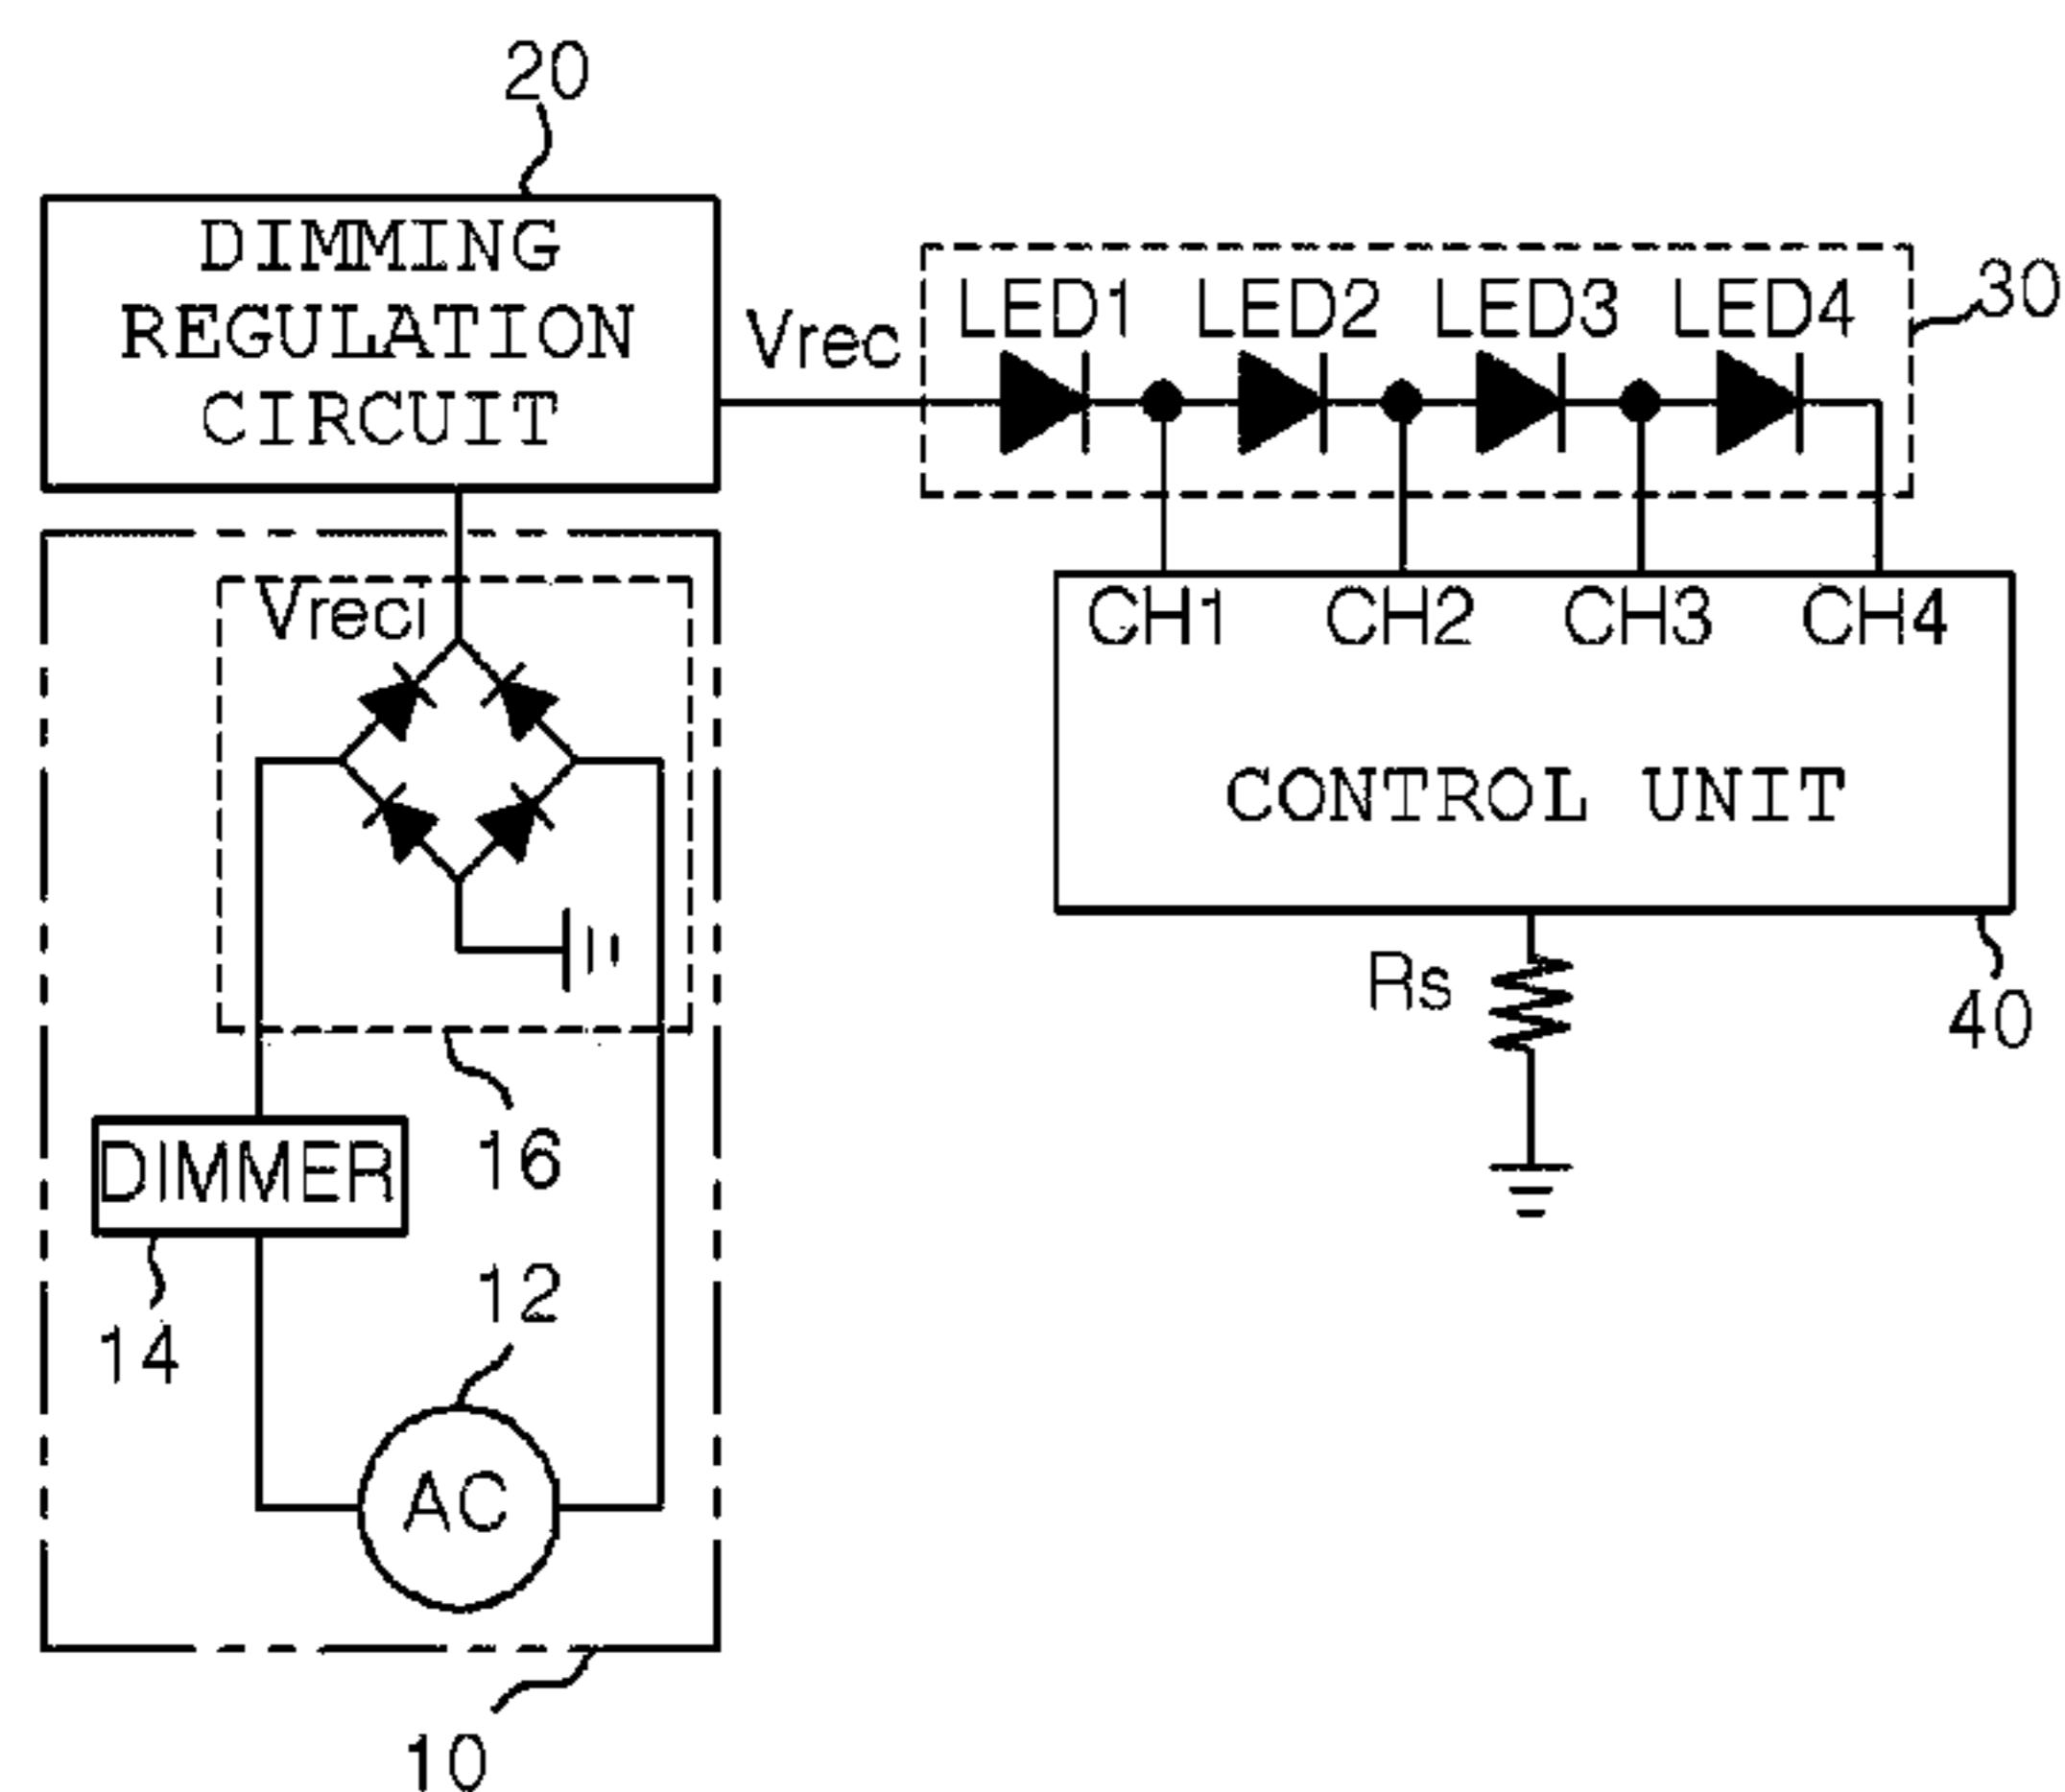 20
DIMMING
REGULATION
CIRCUIT
Vrec
LED1 LED2 LED3 LED4
30
Vreci
CH1 CH2 CH3 CH4
CONTROL UNIT
Rs
40
16
DIMMER
14
12
AC
10